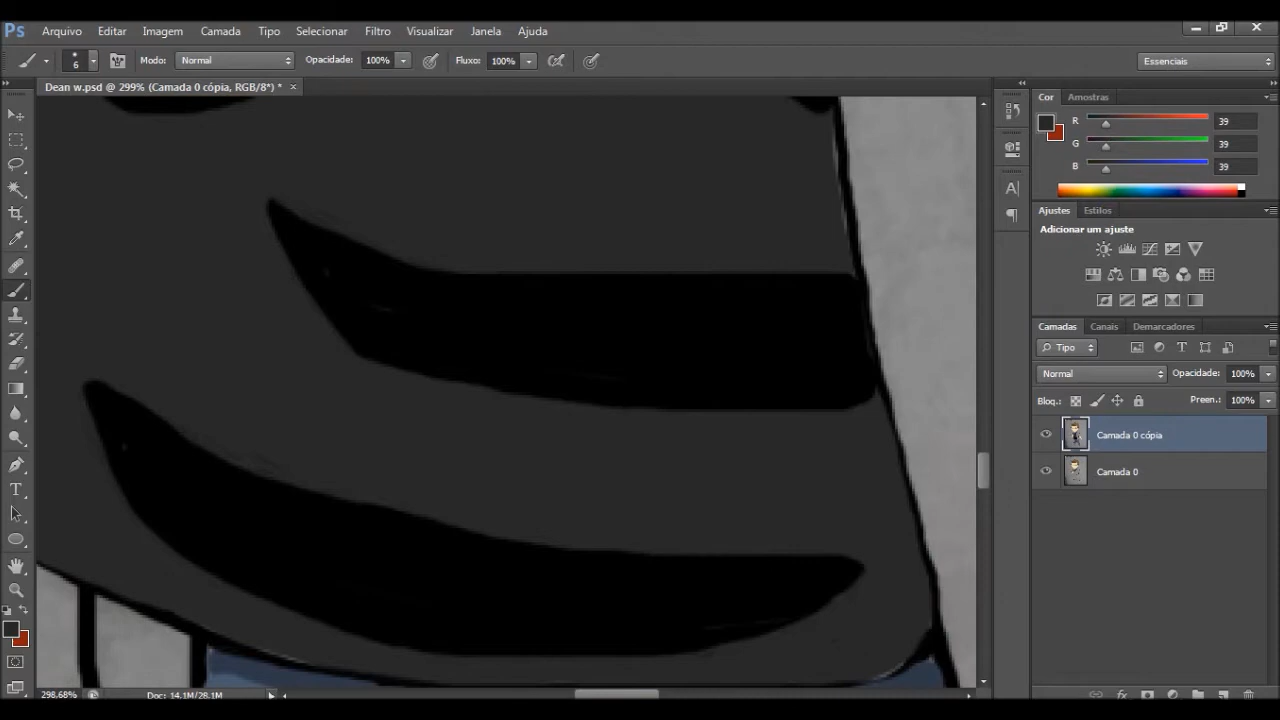 Ps Arquivo Editar Imagem Camada Tipo Selecionar Filtro Visualizar Janela Ajuda
6 Modo: Normal Opacidade: 100% Fluxo: 100% Essenciais
Dean w.psd @ 299% (Camada 0 cópia, RGB/8*) * ×
Cor Amostras
R 39
G 39
B 39
Ajustes Estilos
Adicionar um ajuste
Camadas Canais Demarcadores
Tipo
Normal Opacidade: 100%
Bloq.: Preen.: 100%
Camada 0 cópia
Camada 0
298.68% Doc: 14.1M/28.1M